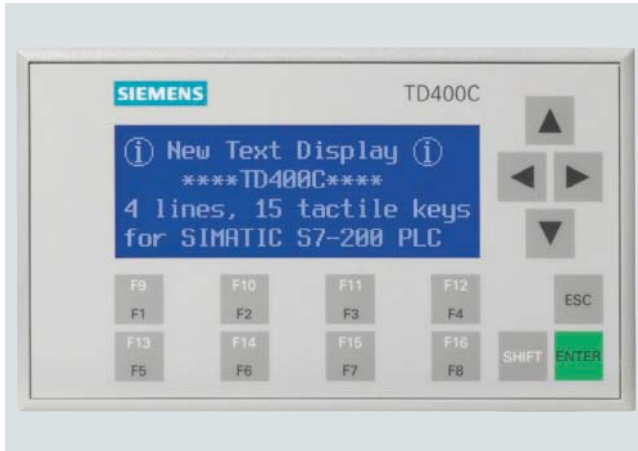 SIEMENS TD400C
ⓘ New Text Display ⓘ
****TD400C****
4 lines, 15 tactile keys
for SIMATIC S7-200 PLC
F9 F10 F11 F12
F1 F2 F3 F4 ESC
F13 F14 F15 F16
F5 F6 F7 F8 SHIFT ENTER